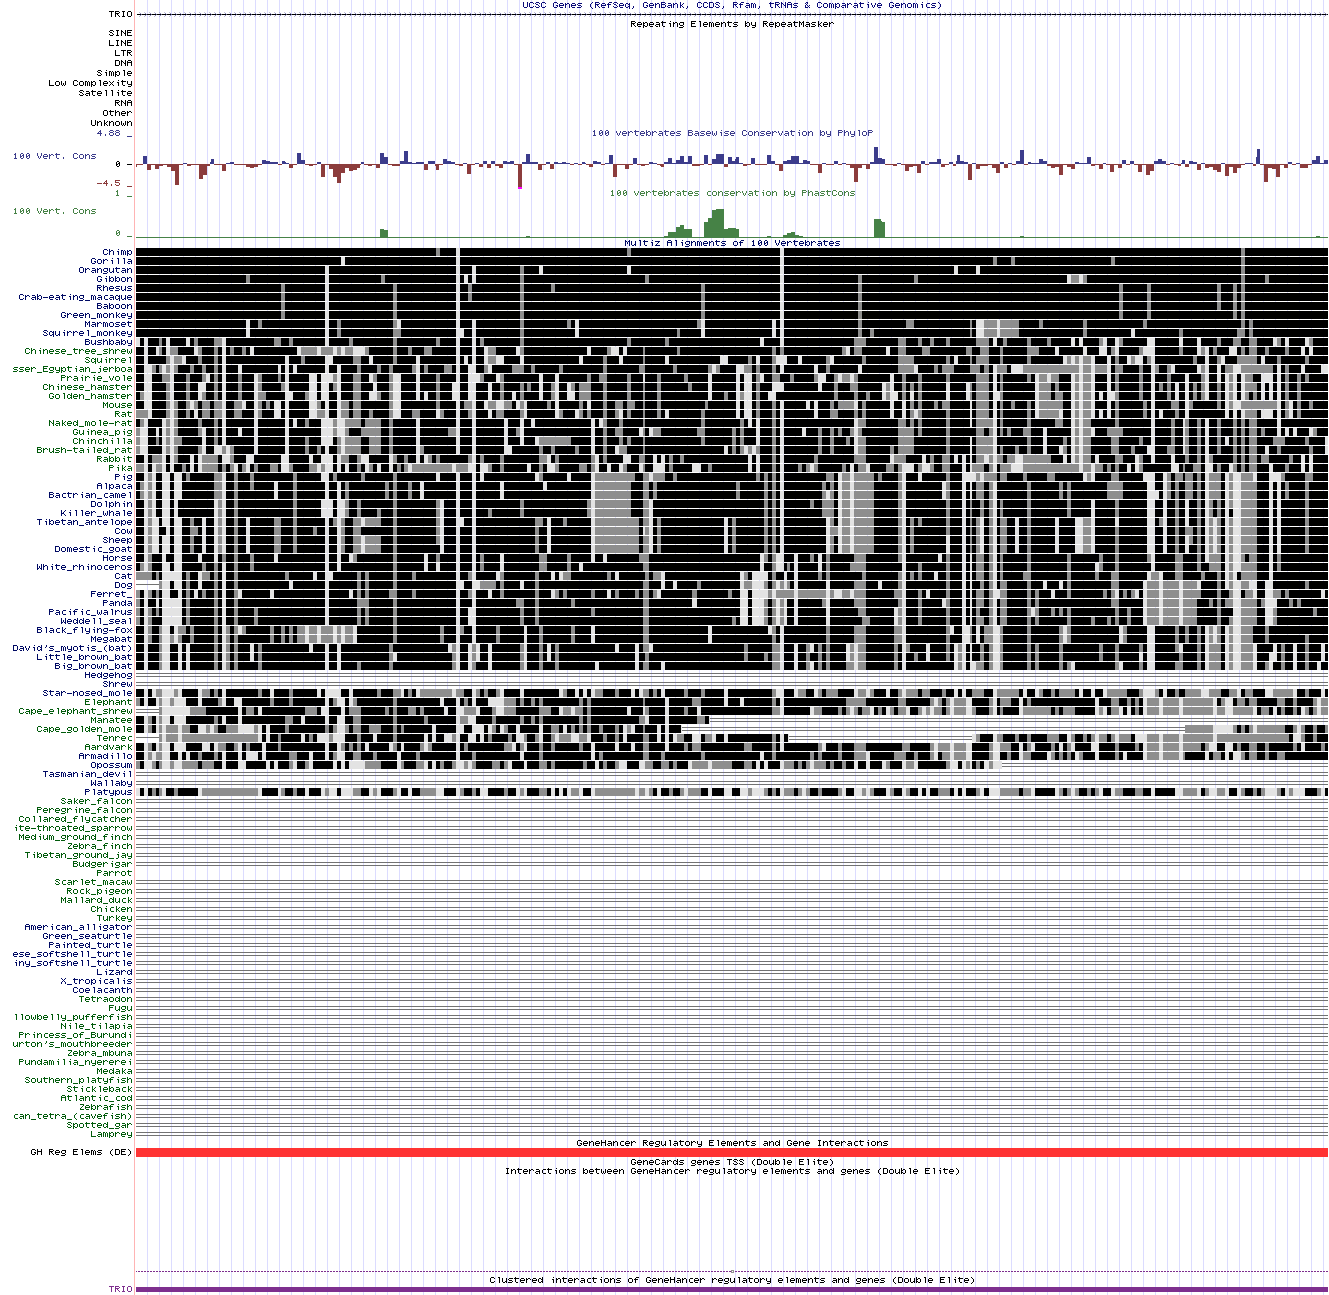 UCSC Genes (RefSeq, GenBank, CCDS, Rfam, tRNAs & Comparative Genomics)
TRIO
Repeating Elements by RepeatMasker
SINE
LINE
LTR
DNA
Simple
Low Complexity
Satellite
RNA
Other
Unknown
4.88 _
100 vertebrates Basewise Conservation by PhyloP
100 Vert. Cons
0 _
-4.5 _
1 _
100 vertebrates conservation by PhastCons
100 Vert. Cons
0 _
Multiz Alignments of 100 Vertebrates
Chimp
Gorilla
Orangutan
Gibbon
Rhesus
Crab-eating_macaque
Baboon
Green_monkey
Marmoset
Squirrel_monkey
Bushbaby
Chinese_tree_shrew
Squirrel
sser_Egyptian_jerboa
Prairie_vole
Chinese_hamster
Golden_hamster
Mouse
Rat
Naked_mole-rat
Guinea_pig
Chinchilla
Brush-tailed_rat
Rabbit
Pika
Pig
Alpaca
Bactrian_camel
Dolphin
Killer_whale
Tibetan_antelope
Cow
Sheep
Domestic_goat
Horse
White_rhinoceros
Cat
Dog
Ferret_
Panda
Pacific_walrus
Weddell_seal
Black_flying-fox
Megabat
David's_myotis_(bat)
Little_brown_bat
Big_brown_bat
Hedgehog
Shrew
Star-nosed_mole
Elephant
Cape_elephant_shrew
Manatee
Cape_golden_mole
Tenrec
Aardvark
Armadillo
Opossum
Tasmanian_devil
Wallaby
Platypus
Saker_falcon
Peregrine_falcon
Collared_flycatcher
ite-throated_sparrow
Medium_ground_finch
Zebra_finch
Tibetan_ground_jay
Budgerigar
Parrot
Scarlet_macaw
Rock_pigeon
Mallard_duck
Chicken
Turkey
American_alligator
Green_seaturtle
Painted_turtle
ese_softshell_turtle
iny_softshell_turtle
Lizard
X_tropicalis
Coelacanth
Tetraodon
Fugu
llowbelly_pufferfish
Nile_tilapia
Princess_of_Burundi
urton's_mouthbreeder
Zebra_mbuna
Pundamilia_nyererei
Medaka
Southern_platyfish
Stickleback
Atlantic_cod
Zebrafish
can_tetra_(cavefish)
Spotted_gar
Lamprey
GeneHancer Regulatory Elements and Gene Interactions
GH Reg Elems (DE)
GeneCards genes TSS (Double Elite)
Interactions between GeneHancer regulatory elements and genes (Double Elite)
Clustered interactions of GeneHancer regulatory elements and genes (Double Elite)
TRIO